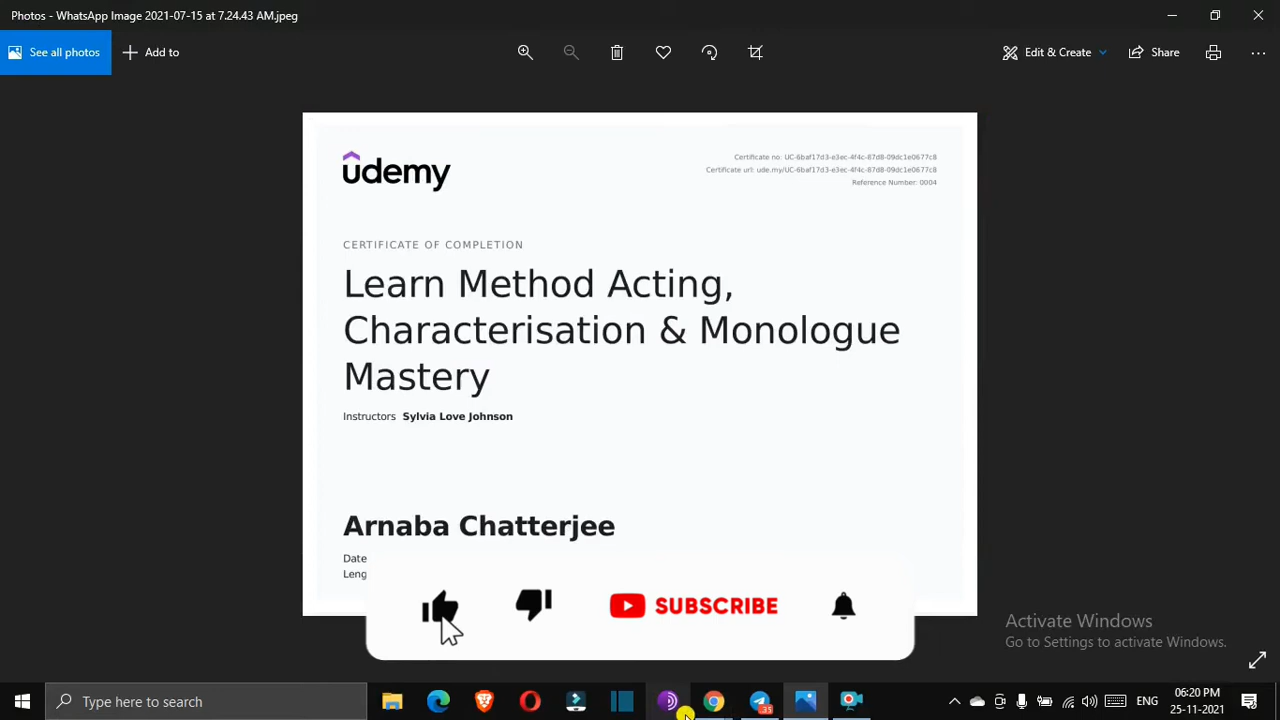 Photos - WhatsApp Image 2021-07-15 at 7.24.43 AM.jpeg
See all photos
Add to
Edit & Create
Share
udemy
Certificate no: UC-6baf17d3-e3ec-4f4c-87d8-09dc1e0677c8
Certificate url: ude.my/UC-6baf17d3-e3ec-4f4c-87d8-09dc1e0677c8
Reference Number: 0004
CERTIFICATE OF COMPLETION
Learn Method Acting,
Characterisation & Monologue
Mastery
Instructors Sylvia Love Johnson
Arnaba Chatterjee
Date
Leng
SUBSCRIBE
Activate Windows
Go to Settings to activate Windows.
Type here to search
35
ENG
06:20 PM
25-11-2021